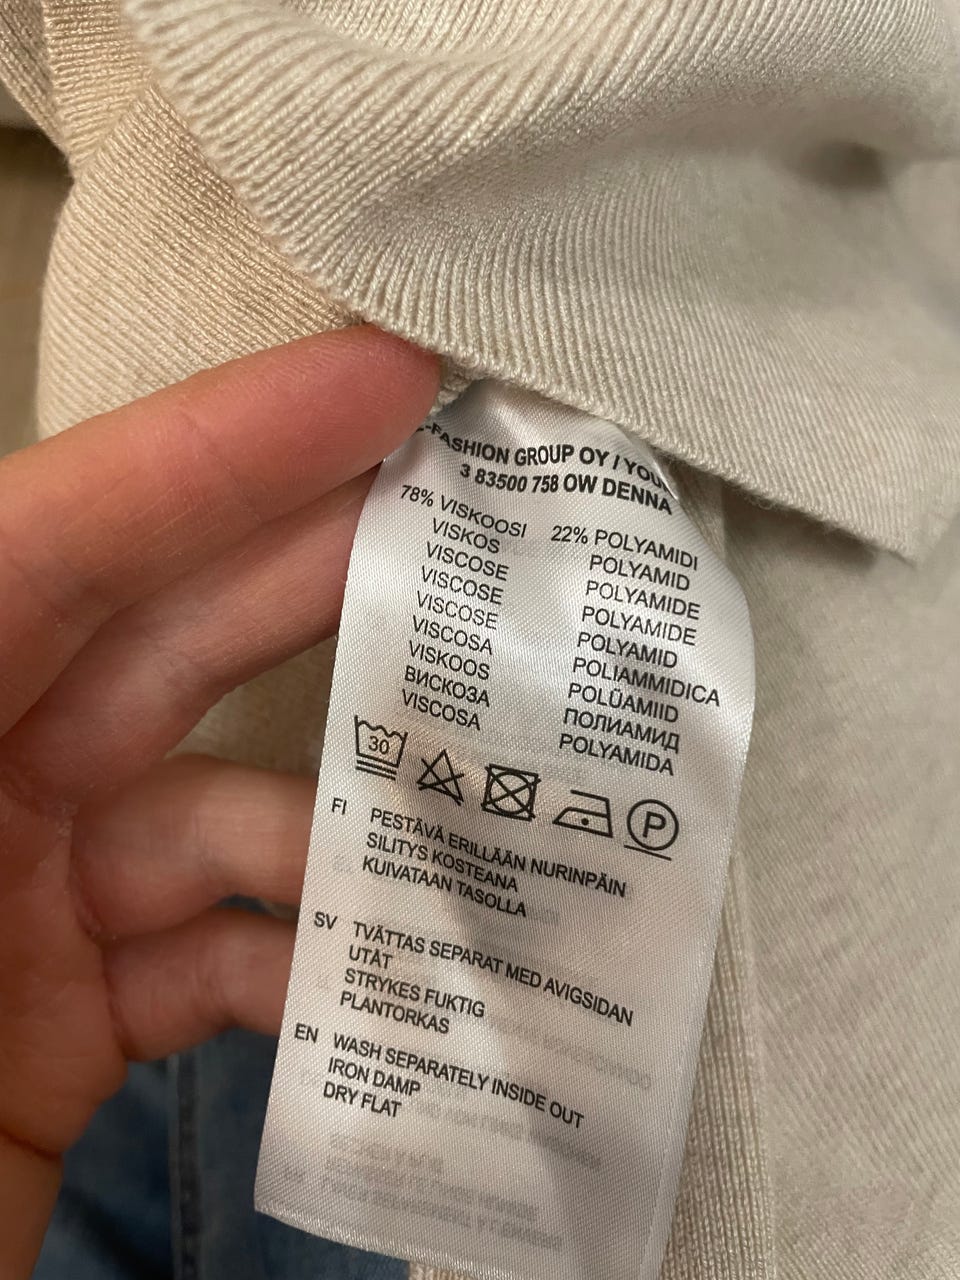 -FASHION GROUP OY / YOU
3 83500 758 OW DENNA
78% VISKOOSI 22% POLYAMIDI
VISKOS POLYAMID
VISCOSE POLYAMIDE
VISCOSE POLYAMIDE
VISCOSE POLYAMID
VISCOSA POLIAMMIDICA
VISKOOS POLÜAMIID
ВИСКОЗА ПОЛИАМИД
VISCOSA POLYAMIDA
30
P
FI PESTÄVÄ ERILLÄÄN NURINPÄIN
SILITYS KOSTEANA
KUIVATAAN TASOLLA
SV TVÄTTAS SEPARAT MED AVIGSIDAN
UTÅT
STRYKES FUKTIG
PLANTORKAS
EN WASH SEPARATELY INSIDE OUT
IRON DAMP
DRY FLAT